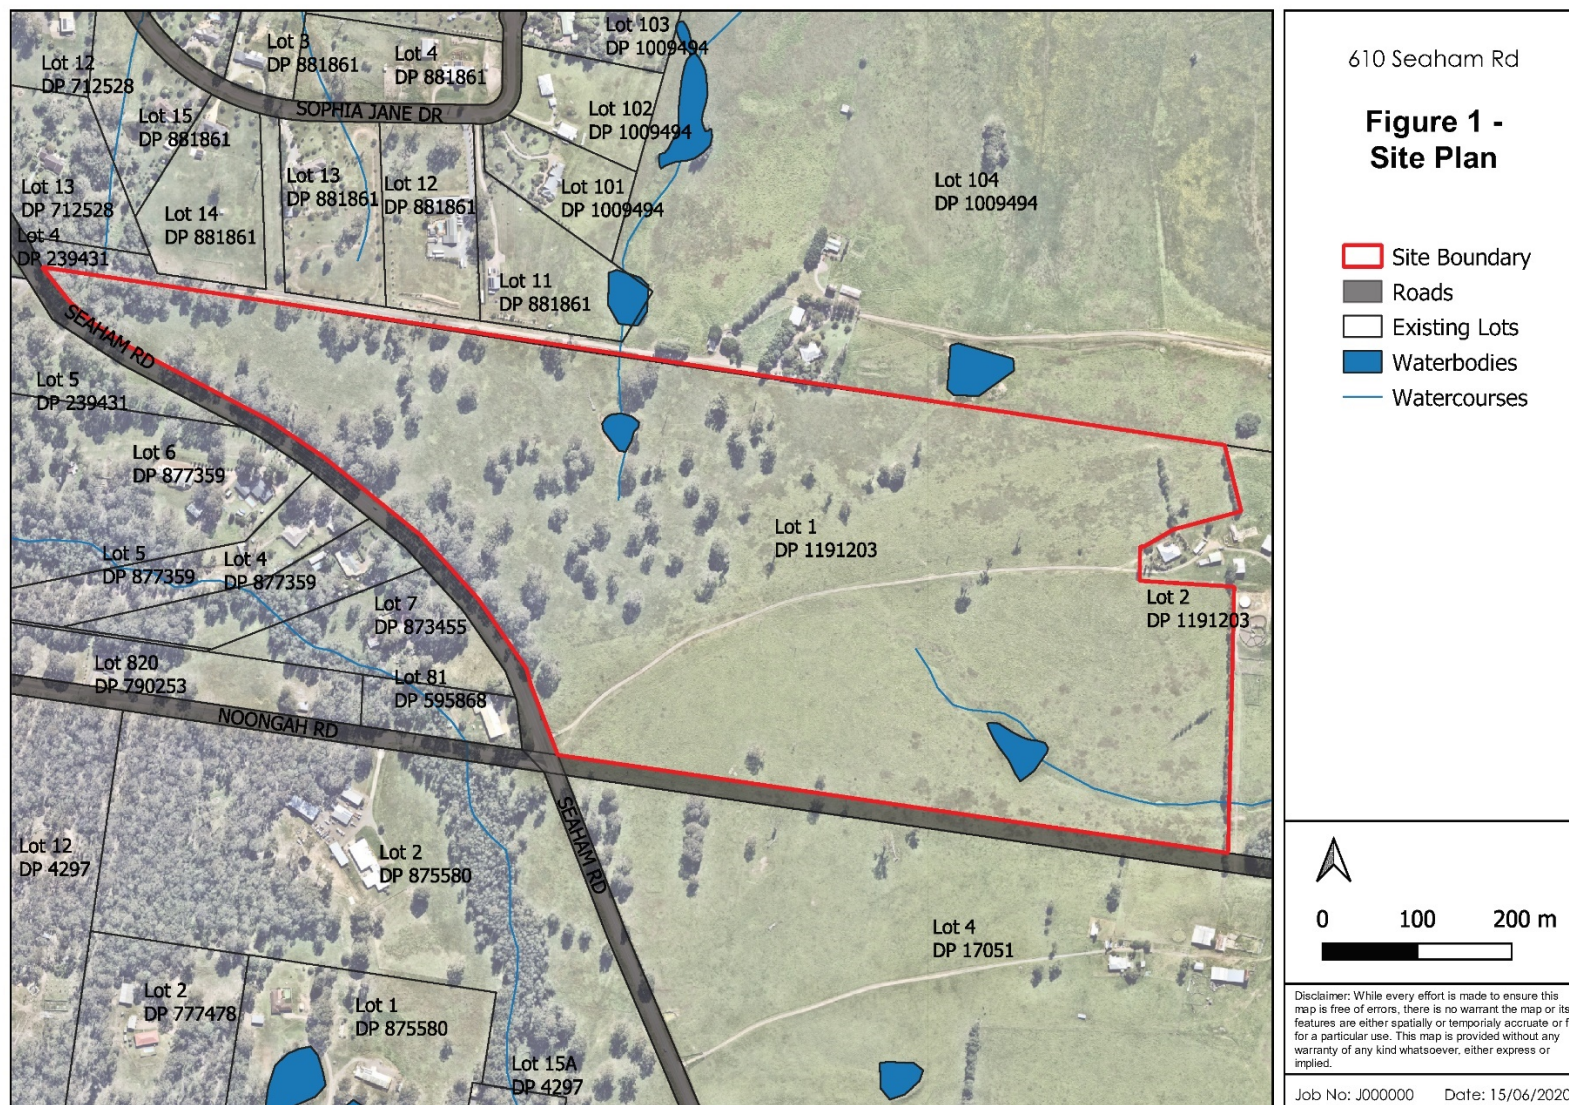 Lot 103
DP 1009494
Lot 3
DP 881861
Lot 4
DP 881861
Lot 12
DP 712528
SOPHIA JANE DR
Lot 102
DP 1009494
Lot 15
DP 881861
Lot 13
DP 712528
Lot 13
DP 881861
Lot 12
DP 881861
Lot 101
DP 1009494
Lot 104
DP 1009494
Lot 14
DP 881861
Lot 4
DP 239431
Lot 11
DP 881861
SEAHAM RD
Lot 5
DP 239431
Lot 6
DP 877359
Lot 1
DP 1191203
Lot 5
DP 877359
Lot 4
DP 877359
Lot 7
DP 873455
Lot 2
DP 1191203
Lot 820
DP 790253
Lot 81
DP 595868
NOONGAH RD
SEAHAM RD
Lot 12
DP 4297
Lot 2
DP 875580
Lot 4
DP 17051
Lot 2
DP 777478
Lot 1
DP 875580
Lot 15A
DP 4297
610 Seaham Rd
Figure 1 -
Site Plan
Site Boundary
Roads
Existing Lots
Waterbodies
Watercourses
0 100 200 m
Disclaimer: While every effort is made to ensure this
map is free of errors, there is no warrant the map or its
features are either spatially or temporialy accruate or f
for a particular use. This map is provided without any
warranty of any kind whatsoever, either express or
implied.
Job No: J000000 Date: 15/06/2020